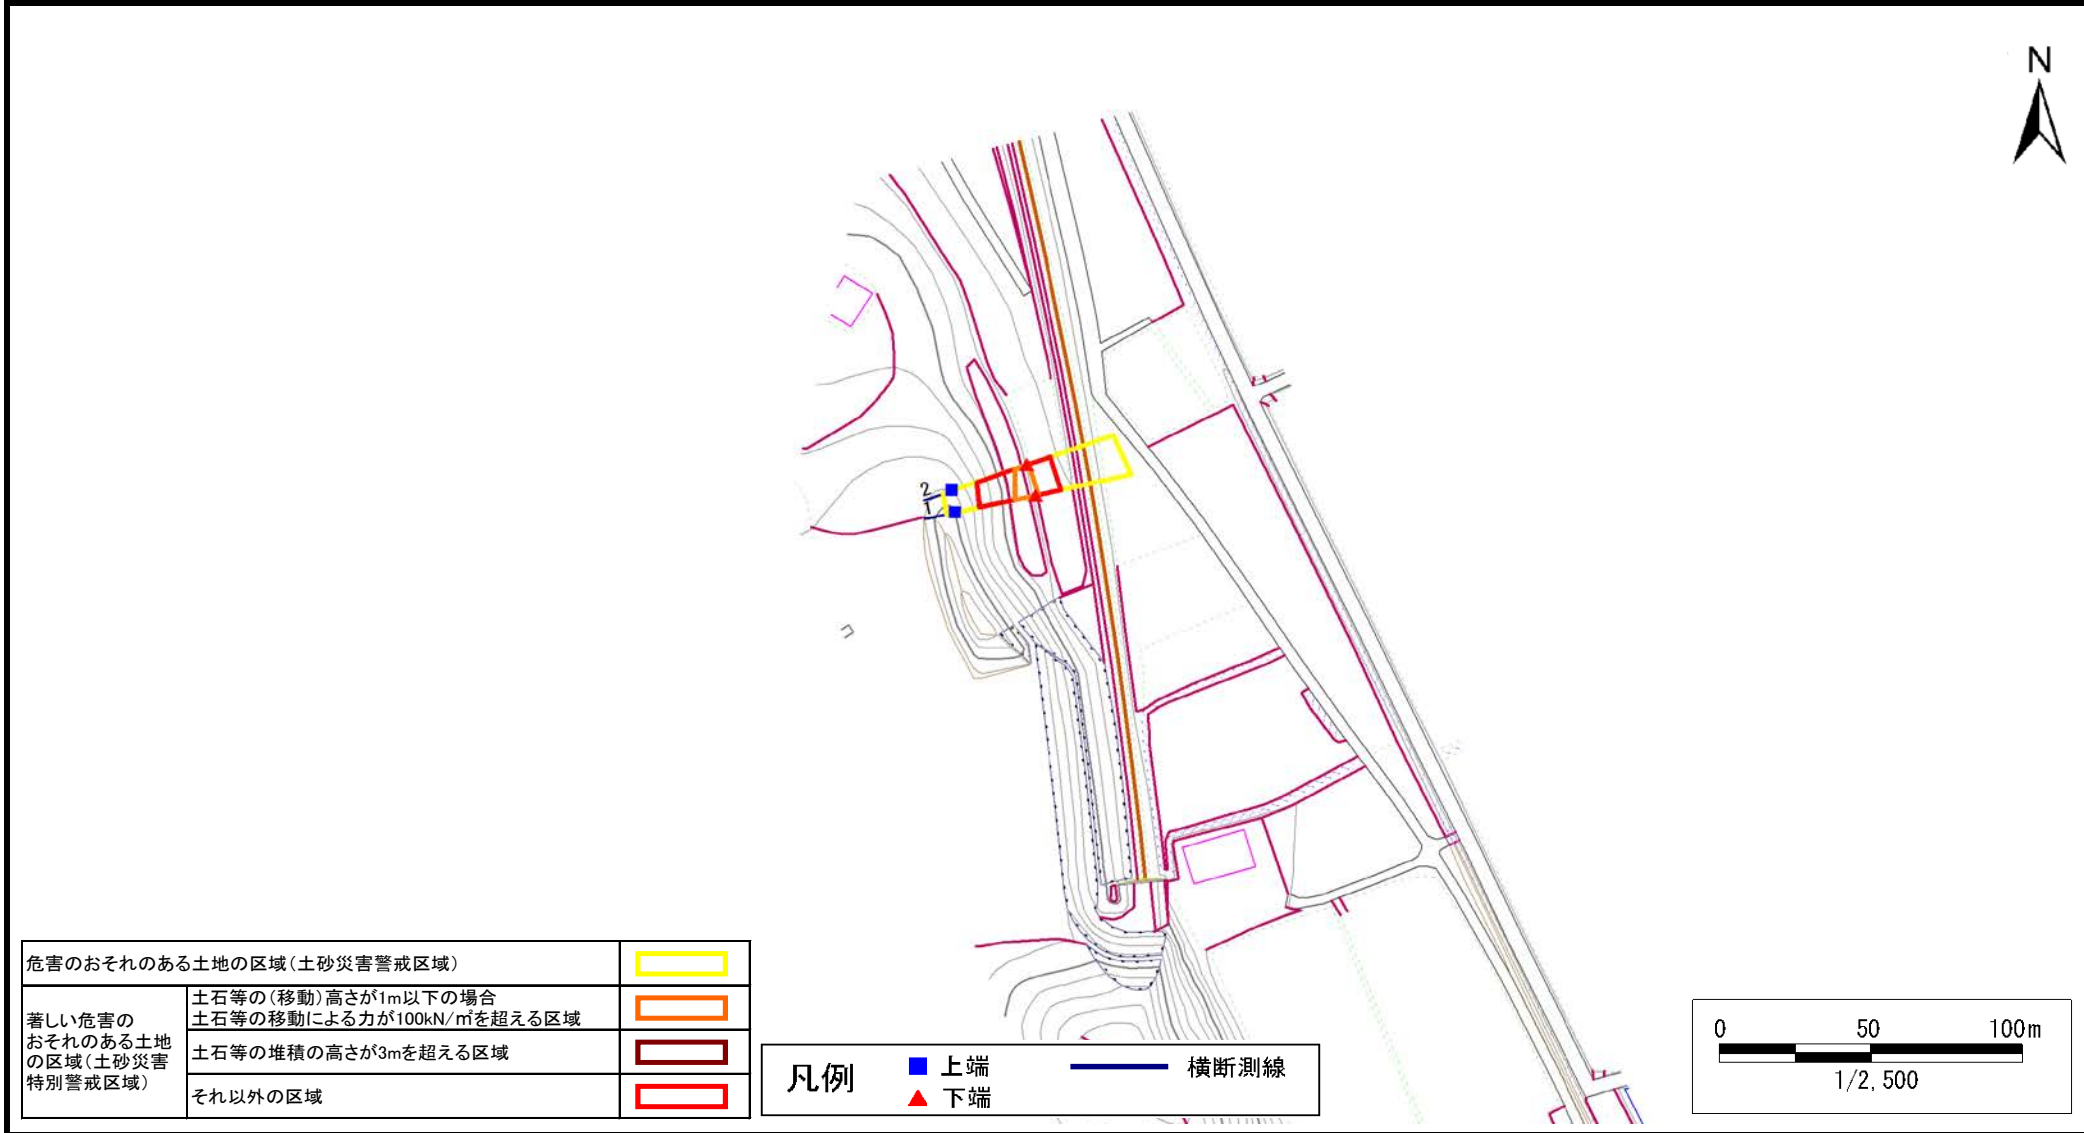 N
2
1
危害のおそれのある土地の区域(土砂災害警戒区域)
著しい危害の
おそれのある土地
の区域(土砂災害
特別警戒区域)
土石等の(移動)高さが1m以下の場合
土石等の移動による力が100kN/㎡を超える区域
土石等の堆積の高さが3mを超える区域
それ以外の区域
凡例
上端
下端
横断測線
0 50 100m
1/2,500